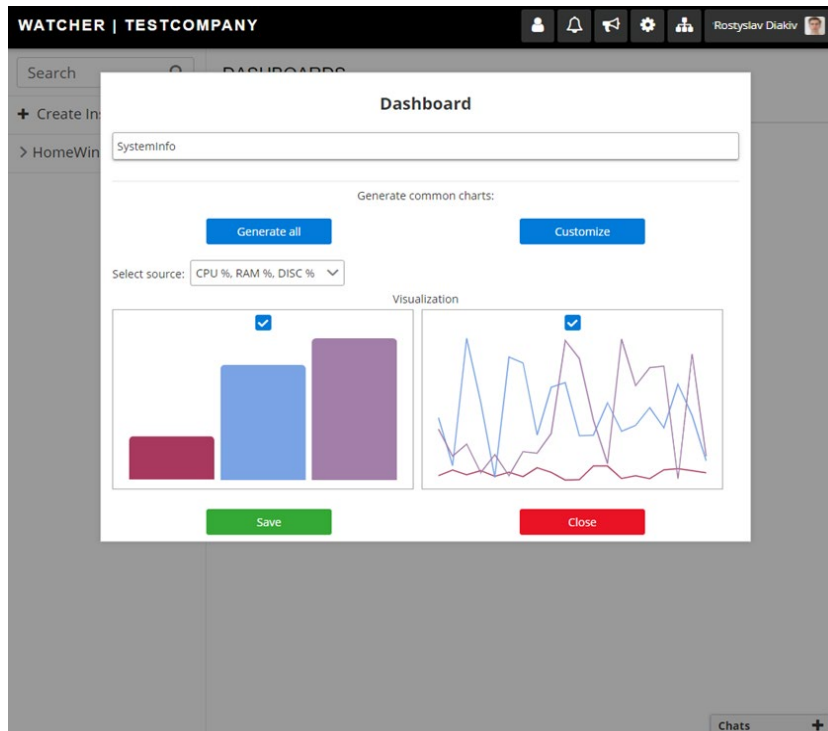 WATCHER | TESTCOMPANY
Rostyslav Diakiv
Search
DASHBOARDS
Create Ins
HomeWin
Dashboard
SystemInfo
Generate common charts:
Generate all
Customize
Select source: CPU %, RAM %, DISC %
Visualization
Save
Close
Chats